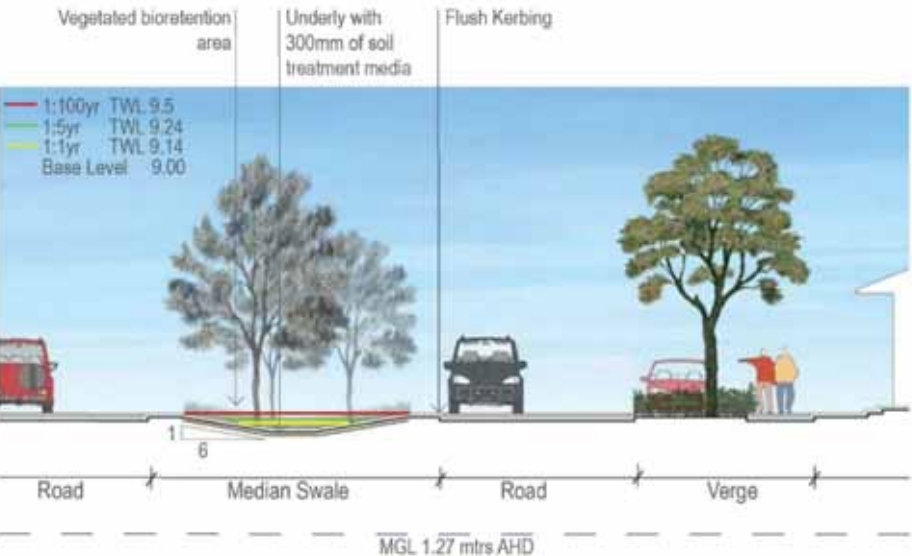 Vegetated bioretention
area
Underly with
300mm of soil
treatment media
Flush Kerbing
1:100yr TWL 9.5
1:5yr TWL 9.24
1:1yr TWL 9.14
Base Level 9.00
1
6
Road
Median Swale
Road
Verge
MGL 1.27 mtrs AHD